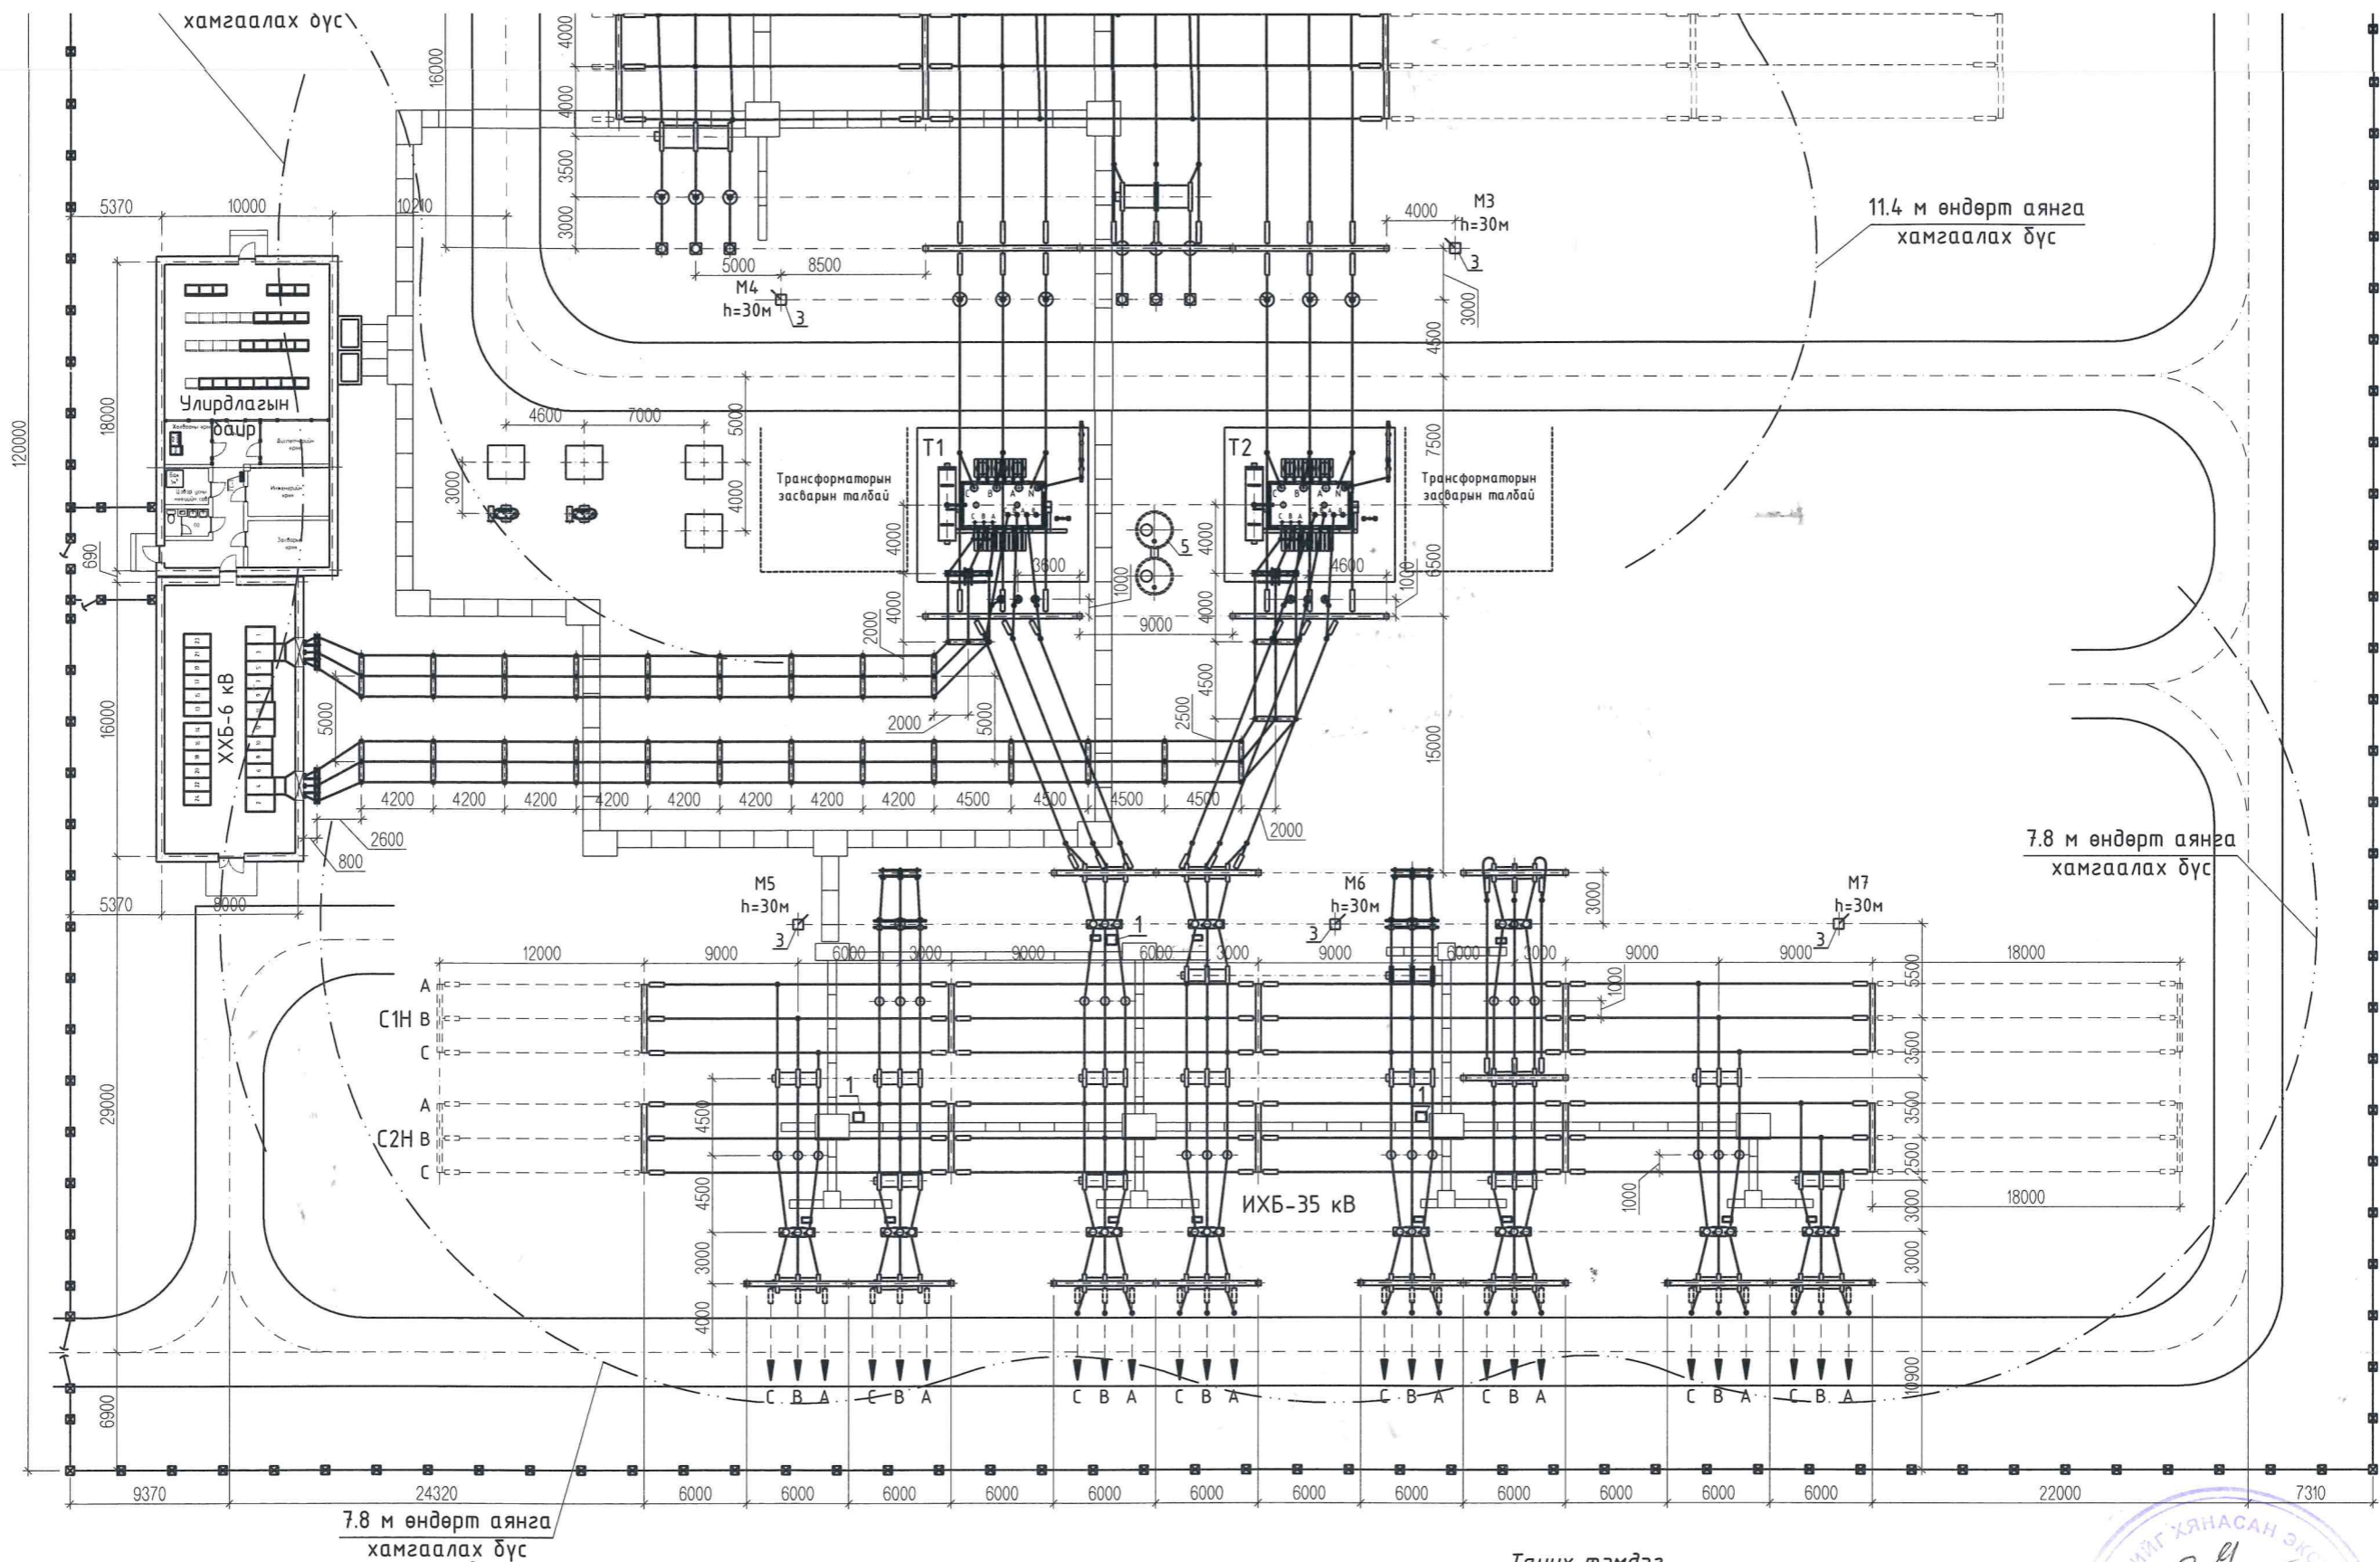 хамгаалах бүс
120000
16000
4000
4000
3500
3000
5370
10000
10210
5000
8500
М4
h=30м
3
М3
h=30м
3
4000
3000
4500
11.4 м өндөрт аянга
хамгаалах бүс
18000
Улирдлагын
байр
4600
7000
5000
3000
4000
Трансформаторын
засварын талбай
Т1
C B A N
C B A
Т2
C B A N
C B A
Трансформаторын
засварын талбай
7500
6500
5
4000
4000
3600
4600
1000
1000
4000
4000
2000
9000
690
16000
ХХБ-6 кВ
5000
2000
5000
4500
2500
15000
4200 4200 4200 4200 4200 4200 4200 4200 4500 4500 4500 4500
2000
2600
800
5370
8000
7.8 м өндөрт аянга
хамгаалах бүс
М5
h=30м
3
М6
h=30м
3
М7
h=30м
3
1
3000
12000 9000 6000 3000 9000 6000 3000 9000 6000 3000 9000 9000 18000
А
С1Н В
С
1000
5500
3500
29000
А
С2Н В
С
1
1
4500
4500
3500
2500
3000
3000
1000
18000
ИХБ-35 кВ
3000
4000
10900
6900
C B A C B A C B A C B A C B A C B A C B A C B A
9370 24320 6000 6000 6000 6000 6000 6000 6000 6000 6000 6000 6000 6000 22000 7310
7.8 м өндөрт аянга
хамгаалах бүс
Таних тэмдэг
ИЙГ ХЯНАСАН ЭКС